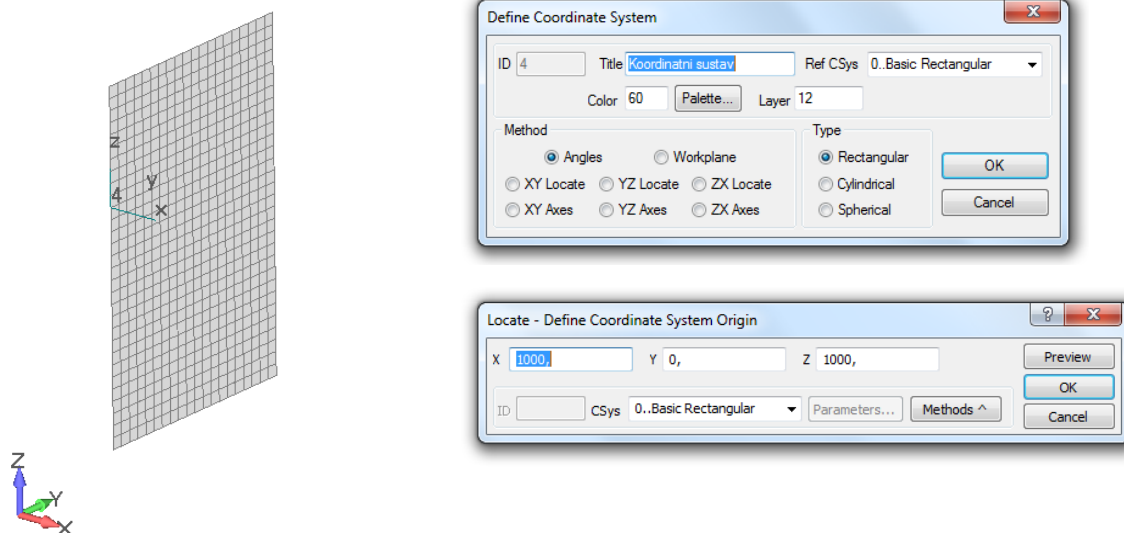 z
y
4
x
Z
Y
X
Define Coordinate System
ID 4 Title Koordinatni sustav Ref CSys 0..Basic Rectangular
Color 60 Palette... Layer 12
Method Type
Angles Workplane Rectangular
OK
XY Locate YZ Locate ZX Locate Cylindrical
XY Axes YZ Axes ZX Axes Spherical Cancel
Locate - Define Coordinate System Origin ?
X 1000, Y 0, Z 1000, Preview
OK
ID CSys 0..Basic Rectangular Parameters... Methods ^ Cancel